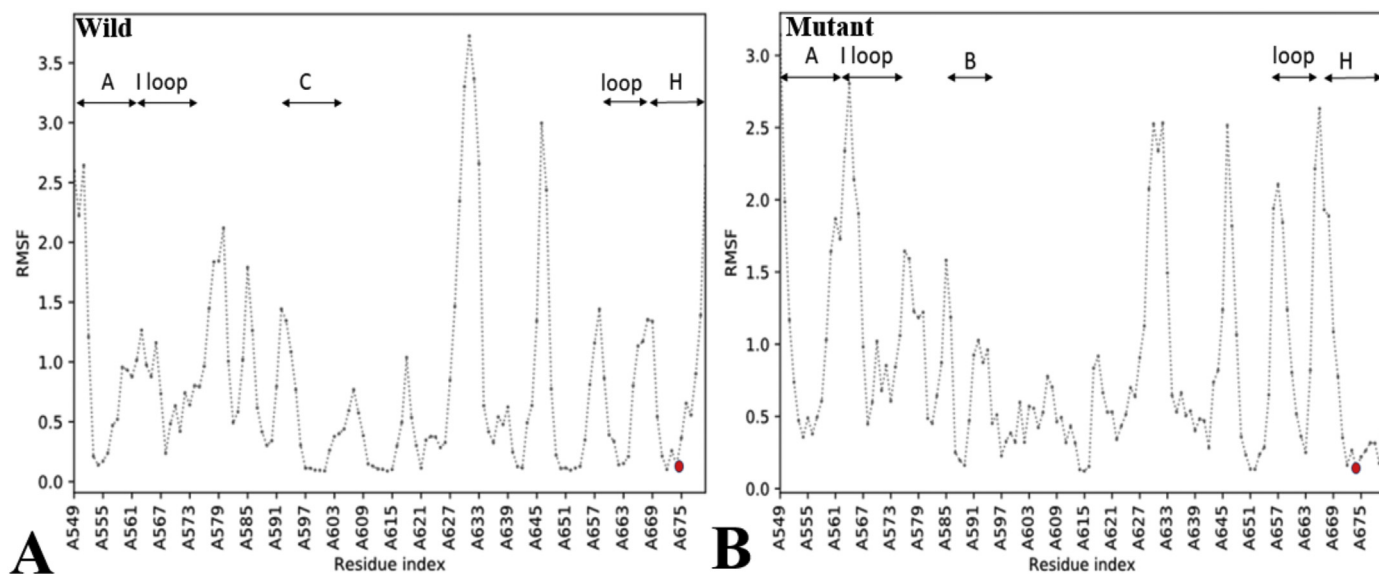 Wild
A I loop C loop H
3.5
3.0
2.5
2.0
1.5
1.0
0.5
0.0
RMSF
A549 A555 A561 A567 A573 A579 A585 A591 A597 A603 A609 A615 A621 A627 A633 A639 A645 A651 A657 A663 A669 A675
Residue index
A
Mutant
A I loop B loop H
3.0
2.5
2.0
1.5
1.0
0.5
0.0
RMSF
A549 A555 A561 A567 A573 A579 A585 A591 A597 A603 A609 A615 A621 A627 A633 A639 A645 A651 A657 A663 A669 A675
Residue index
B